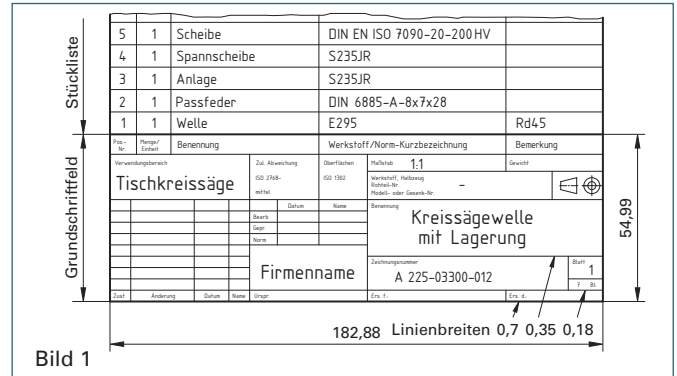 Stückliste
5 1 Scheibe DIN EN ISO 7090-20-200 HV
4 1 Spannscheibe S235JR
3 1 Anlage S235JR
2 1 Passfeder DIN 6885-A-8x7x28
1 1 Welle E295 Rd45
Pos.- Nr. Menge/ Einheit Benennung Werkstoff/Norm-Kurzbezeichnung Bemerkung
Grundschriftfeld
Verwendungsbereich
Tischkreissäge
Zul. Abweichung
ISO 2768-
mittel
Oberflächen
ISO 1302
Maßstab 1:1
Gewicht
Werkstoff, Halbzeug
Rohteil-Nr. –
Modell- oder Gesenk-Nr.
Datum Name
Bearb.
Gepr.
Norm
Benennung
Kreissägewelle
mit Lagerung
54,99
Firmenname
Zeichnungsnummer
A 225-03300-012
Blatt
1
? Bl.
Zust Änderung Datum Name Urspr. Ers. f.: Ers. d.:
182,88 Linienbreiten 0,7 0,35 0,18
Bild 1